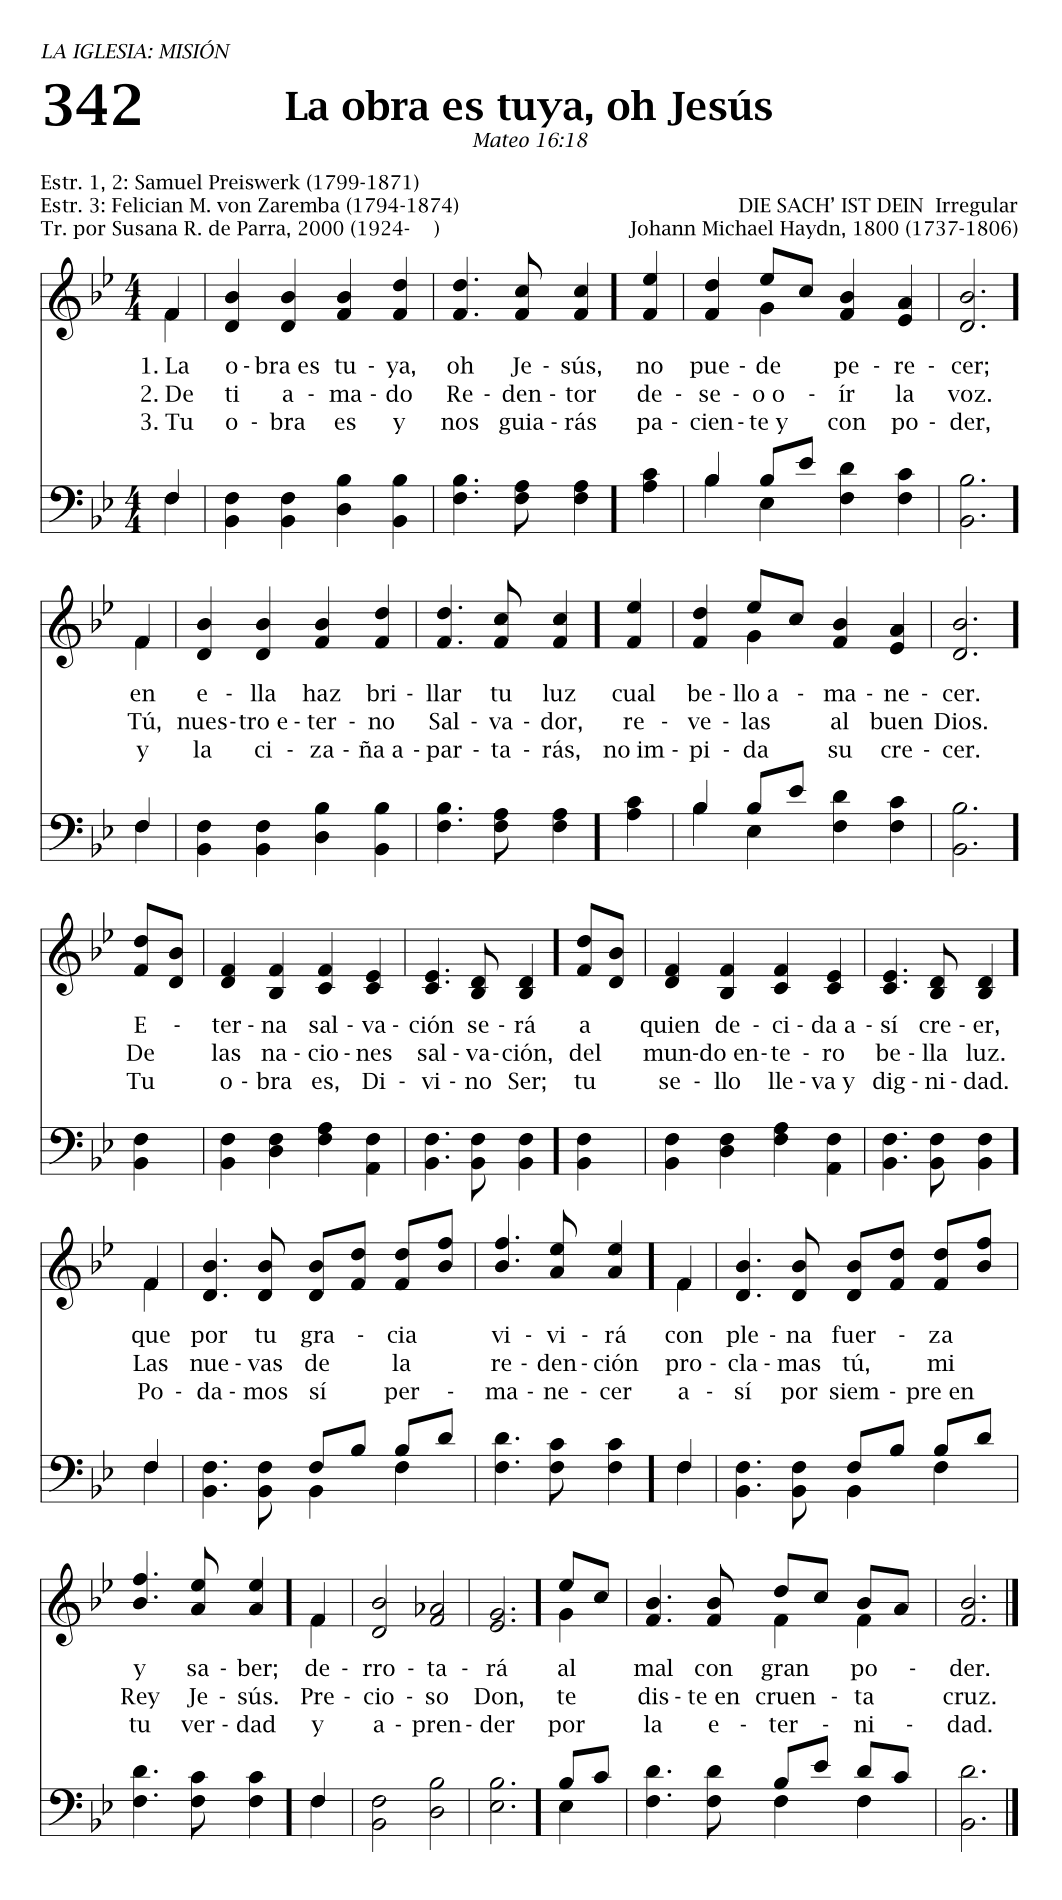 LA IGLESIA: MISIÓN
342 La obra es tuya, oh Jesús
Mateo 16:18
Estr. 1, 2: Samuel Preiswerk (1799-1871)
Estr. 3: Felician M. von Zaremba (1794-1874) DIE SACH’ IST DEIN Irregular
Tr. por Susana R. de Parra, 2000 (1924- ) Johann Michael Haydn, 1800 (1737-1806)
1. La o - bra es tu - ya, oh Je - sús, no pue - de pe - re - cer;
2. De ti a - ma - do Re - den - tor de - se - o o - ír la voz.
3. Tu o - bra es y nos guia - rás pa - cien - te y con po - der,
en e - lla haz bri - llar tu luz cual be - llo a - ma - ne - cer.
Tú, nues - tro e - ter - no Sal - va - dor, re - ve - las al buen Dios.
y la ci - za - ña a - par - ta - rás, no im - pi - da su cre - cer.
E - ter - na sal - va - ción se - rá a quien de - ci - da a - sí cre - er,
De las na - cio - nes sal - va - ción, del mun - do en - te - ro be - lla luz.
Tu o - bra es, Di - vi - no Ser; tu se - llo lle - va y dig - ni - dad.
que por tu gra - cia vi - vi - rá con ple - na fuer - za
Las nue - vas de la re - den - ción pro - cla - mas tú, mi
Po - da - mos sí per - ma - ne - cer a - sí por siem - pre en
y sa - ber; de - rro - ta - rá al mal con gran po - der.
Rey Je - sús. Pre - cio - so Don, te dis - te en cruen - ta cruz.
tu ver - dad y a - pren - der por la e - ter - ni - dad.